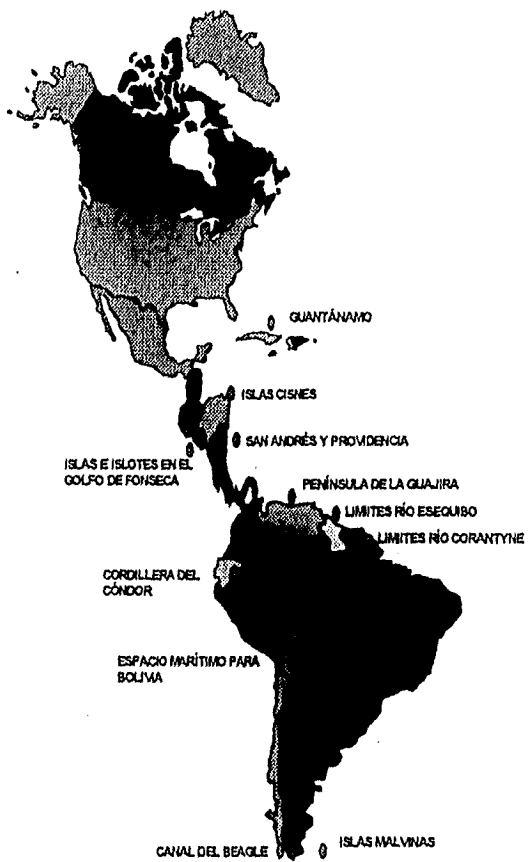 GUANTÁNAMO
ISLAS CISNES
SAN ANDRÉS Y PROVIDENCIA
ISLAS E ISLOTES EN EL
GOLFO DE FONSECA
PENÍNSULA DE LA GUAJIRA
LIMITES RÍO ESEQUIBO
LIMITES RÍO CORANTYNE
CORDILLERA DEL
CÓNDOR
ESPACIO MARÍTIMO PARA
BOLIVIA
CANAL DEL BEAGLE
ISLAS MALVINAS